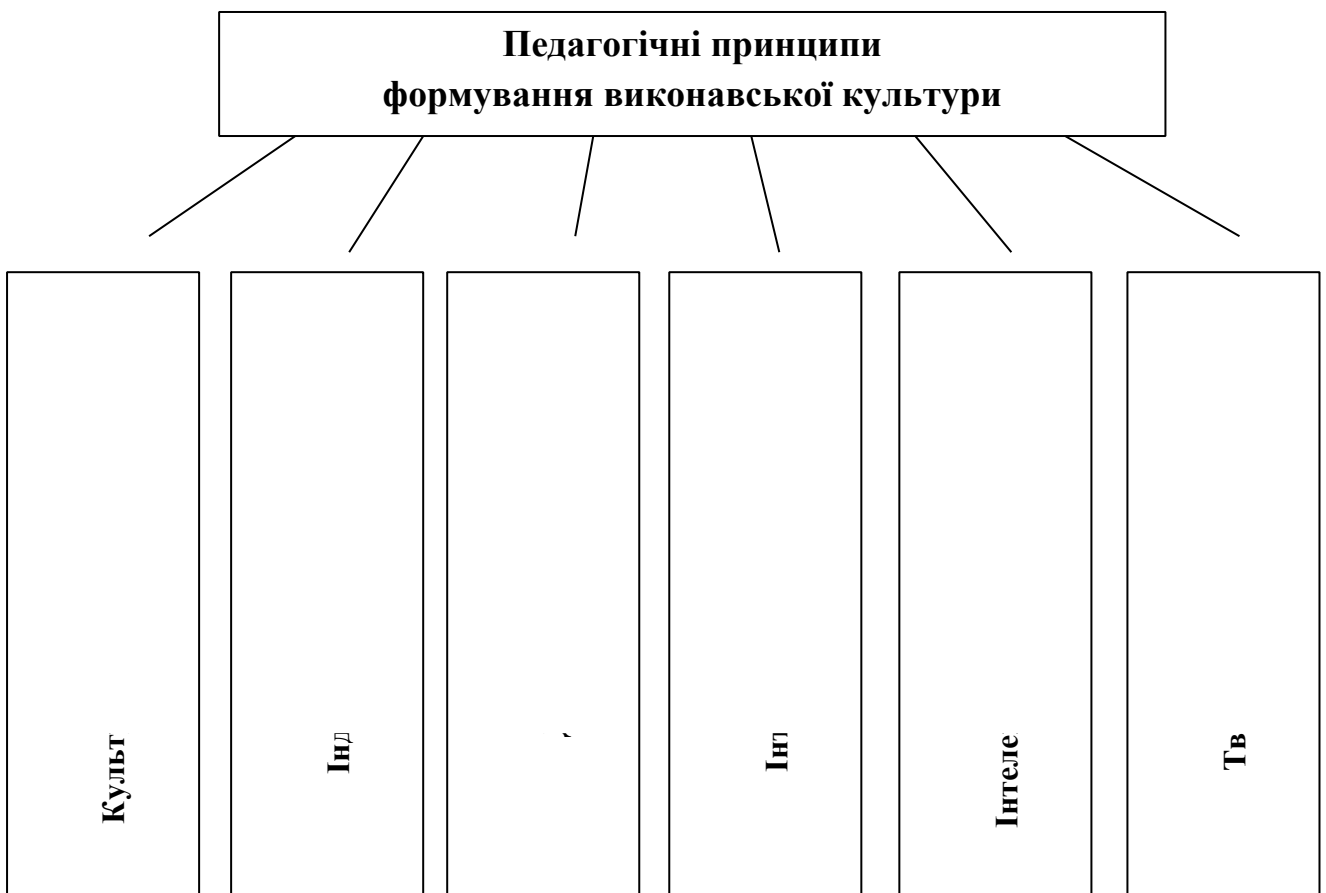 Педагогічні принципи
формування виконавської культури
Культ
Інд
Інт
Інтеле
Тв